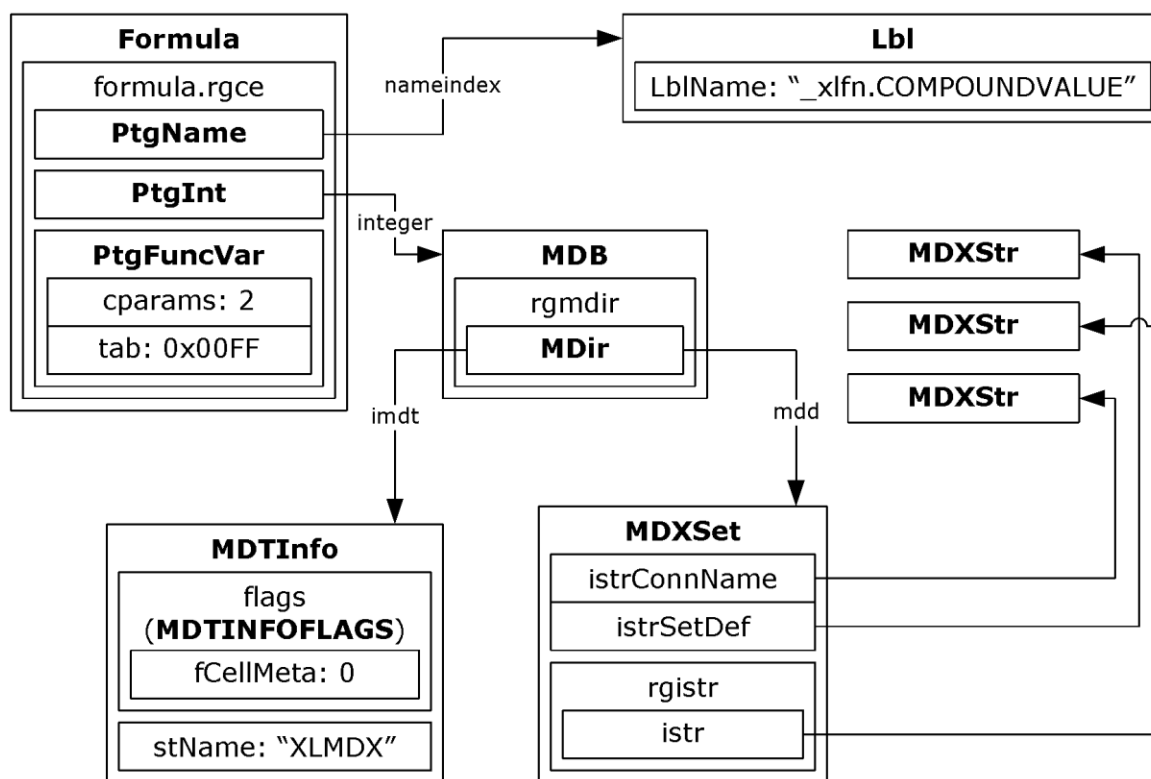 Formula
formula.rgce
PtgName
PtgInt
PtgFuncVar
cparams: 2
tab: 0x00FF
nameindex
Lbl
LblName: “_xlfn.COMPOUNDVALUE”
integer
MDB
rgmdir
MDir
MDXStr
MDXStr
MDXStr
imdt
mdd
MDTInfo
flags
(MDTINFOFLAGS)
fCellMeta: 0
stName: “XLMDX”
MDXSet
istrConnName
istrSetDef
rgistr
istr